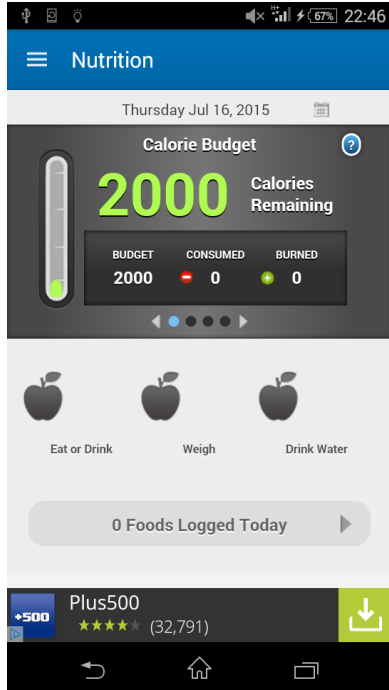 67% 22:46
Nutrition
Thursday Jul 16, 2015
Calorie Budget ?
2000 Calories
Remaining
BUDGET CONSUMED BURNED
2000 0 0
Eat or Drink Weigh Drink Water
0 Foods Logged Today
+500 Plus500
(32,791)